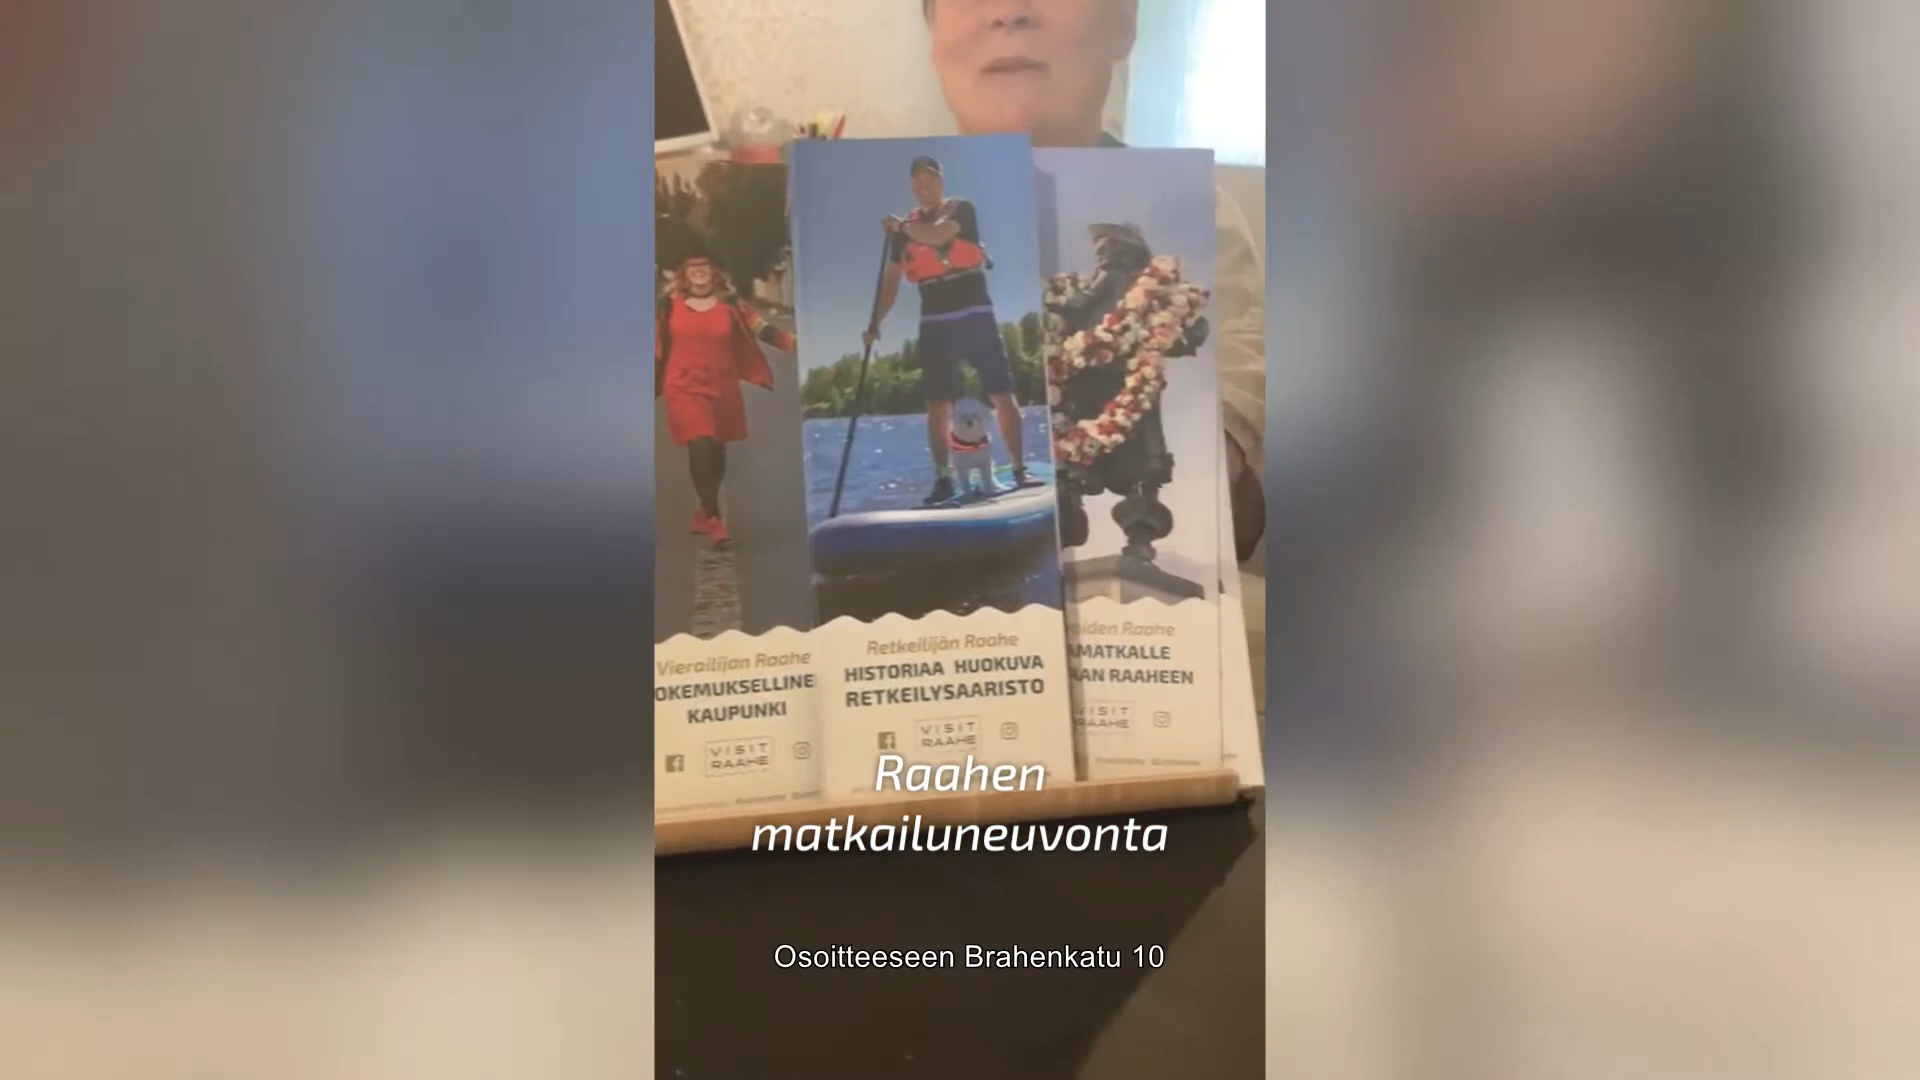 Vierailijan Raahe
OKEMUKSELLINE
KAUPUNKI
VISIT
RAAHE
Retkeilijän Raahe
HISTORIAA HUOKUVA
RETKEILYSAARISTO
VISIT
RAAHE
iden Raahe
AMATKALLE
AAN RAAHEEN
VISIT
RAAHE
Raahen
matkailuneuvonta
Osoitteeseen Brahenkatu 10